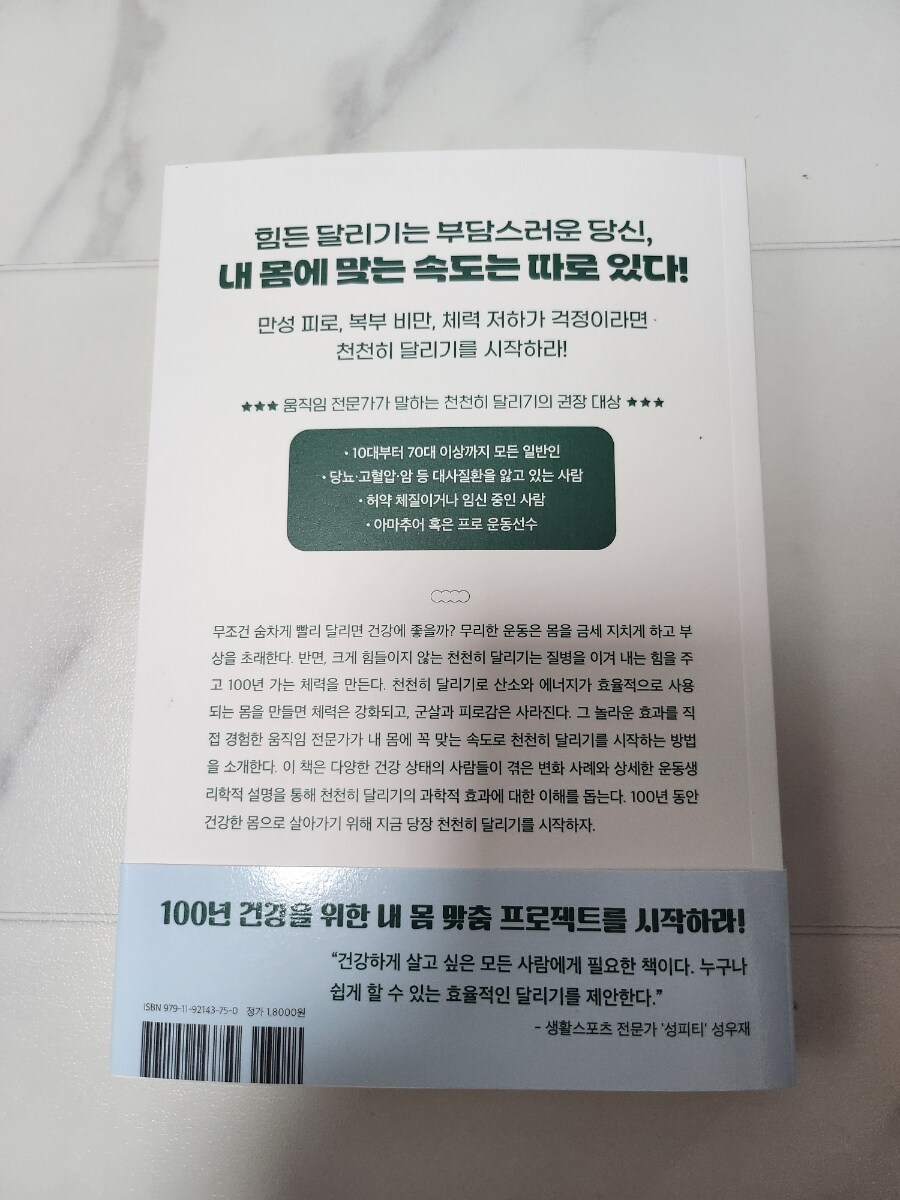 힘든 달리기는 부담스러운 당신,
내 몸에 맞는 속도는 따로 있다!
만성 피로, 복부 비만, 체력 저하가 걱정이라면
천천히 달리기를 시작하라!
★★★ 움직임 전문가가 말하는 천천히 달리기의 권장 대상 ★★★
· 10대부터 70대 이상까지 모든 일반인
· 당뇨·고혈압·암 등 대사질환을 앓고 있는 사람
· 허약 체질이거나 임신 중인 사람
· 아마추어 혹은 프로 운동선수
무조건 숨차게 빨리 달리면 건강에 좋을까? 무리한 운동은 몸을 금세 지치게 하고 부
상을 초래한다. 반면, 크게 힘들이지 않는 천천히 달리기는 질병을 이겨 내는 힘을 주
고 100년 가는 체력을 만든다. 천천히 달리기로 산소와 에너지가 효율적으로 사용
되는 몸을 만들면 체력은 강화되고, 군살과 피로감은 사라진다. 그 놀라운 효과를 직
접 경험한 움직임 전문가가 내 몸에 꼭 맞는 속도로 천천히 달리기를 시작하는 방법
을 소개한다. 이 책은 다양한 건강 상태의 사람들이 겪은 변화 사례와 상세한 운동생
리학적 설명을 통해 천천히 달리기의 과학적 효과에 대한 이해를 돕는다. 100년 동안
건강한 몸으로 살아가기 위해 지금 당장 천천히 달리기를 시작하자.
100년 건강을 위한 내 몸 맞춤 프로젝트를 시작하라!
“건강하게 살고 싶은 모든 사람에게 필요한 책이다. 누구나
쉽게 할 수 있는 효율적인 달리기를 제안한다.”
- 생활스포츠 전문가 '성피티' 성우재
ISBN 979-11-92143-75-0 정가 1,8000원